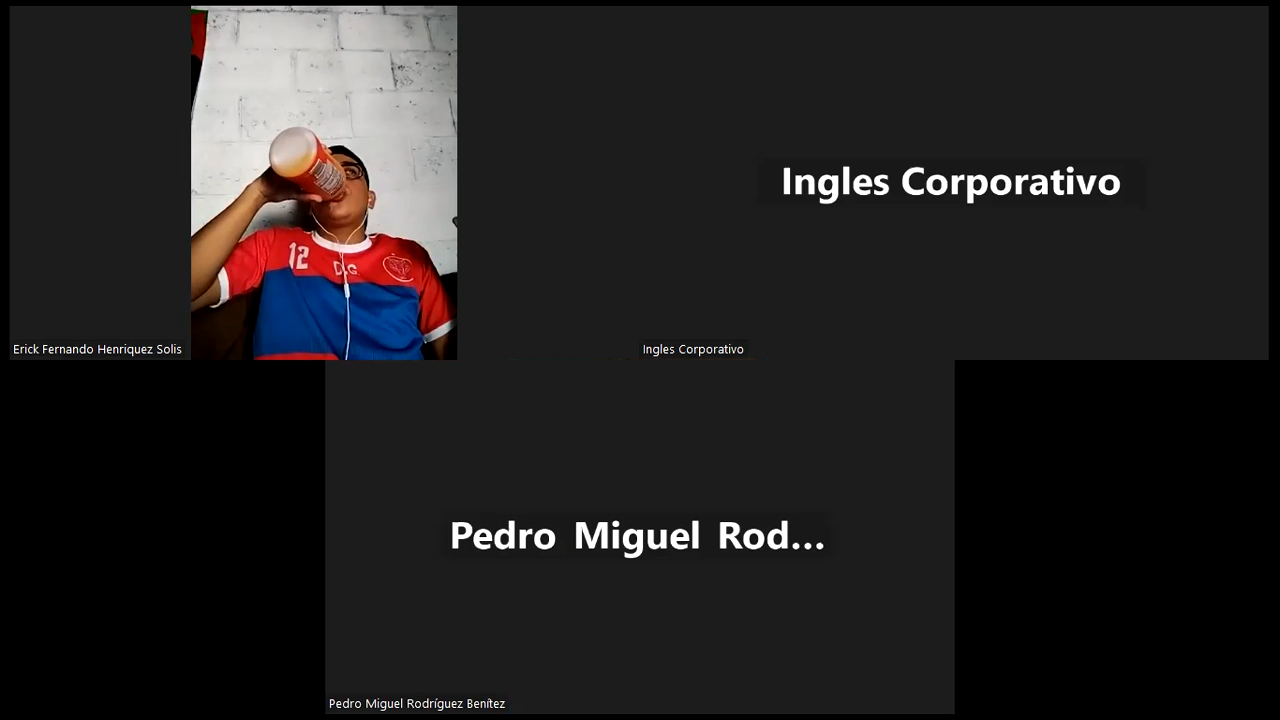 12
D.G
Erick Fernando Henriquez Solis
Ingles Corporativo
Ingles Corporativo
Pedro Miguel Rod...
Pedro Miguel Rodríguez Benítez